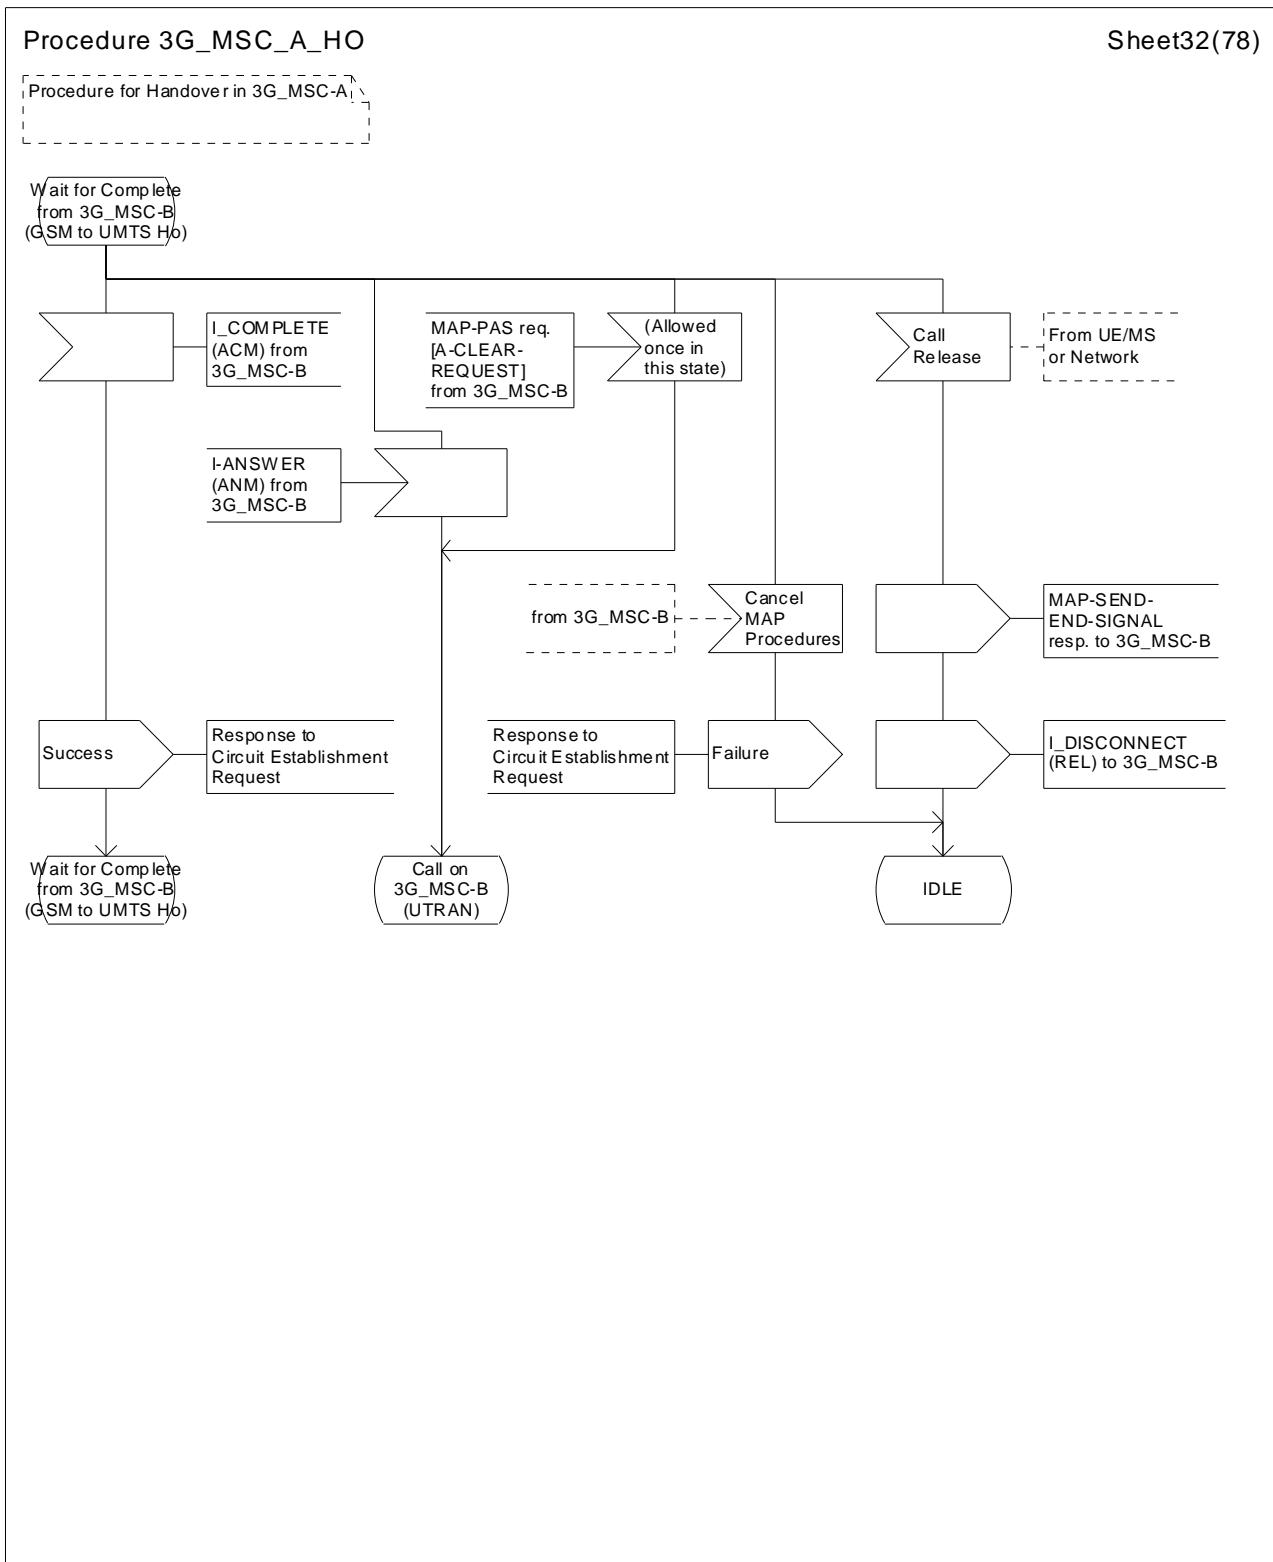 Procedure 3G_MSC_A_HO
Sheet32(78)
Procedure for Handover in 3G_MSC-A
Wait for Complete
from 3G_MSC-B
(GSM to UMTS Ho)
I_COMPLETE
(ACM) from
3G_MSC-B
MAP-PAS req.
[A-CLEAR-
REQUEST]
from 3G_MSC-B
(Allowed
once in
this state)
Call
Release
From UE/MS
or Network
I-ANSWER
(ANM) from
3G_MSC-B
from 3G_MSC-B
Cancel
MAP
Procedures
MAP-SEND-
END-SIGNAL
resp. to 3G_MSC-B
Success
Response to
Circuit Establishment
Request
Response to
Circuit Establishment
Request
Failure
I_DISCONNECT
(REL) to 3G_MSC-B
Wait for Complete
from 3G_MSC-B
(GSM to UMTS Ho)
Call on
3G_MSC-B
(UTRAN)
IDLE